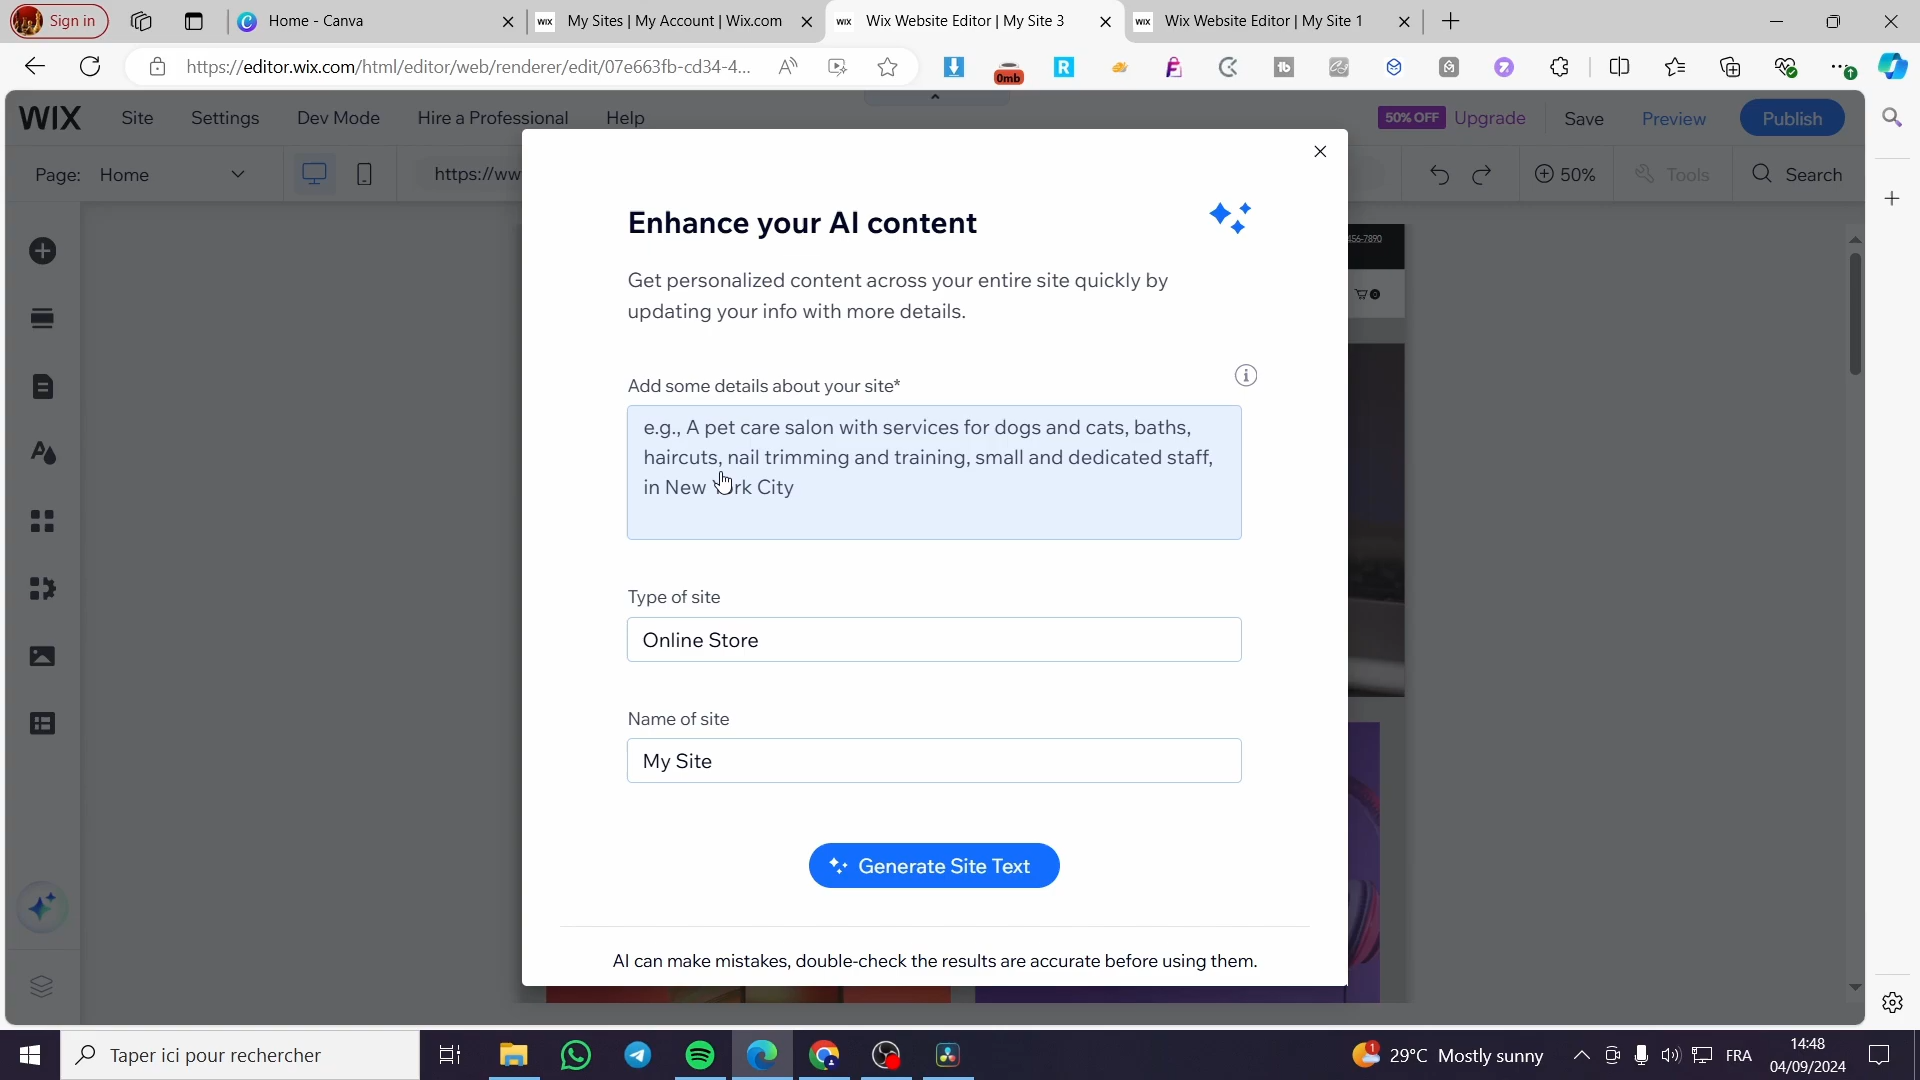 Sign in
Home - Canva
My Sites | My Account | Wix.com
Wix Website Editor | My Site 3
Wix Website Editor | My Site 1
https://editor.wix.com/html/editor/web/renderer/edit/07e663fb-cd34-4...
0mb
WIX
Site
Settings
Dev Mode
Hire a Professional
Help
50% OFF
Upgrade
Save
Preview
Publish
Page: Home
https://ww
50%
Tools
Search
456-7890
Enhance your AI content
Get personalized content across your entire site quickly by
updating your info with more details.
Add some details about your site*
e.g., A pet care salon with services for dogs and cats, baths,
haircuts, nail trimming and training, small and dedicated staff,
in New York City
Type of site
Online Store
Name of site
My Site
Generate Site Text
AI can make mistakes, double-check the results are accurate before using them.
Taper ici pour rechercher
29°C Mostly sunny
FRA
14:48
04/09/2024